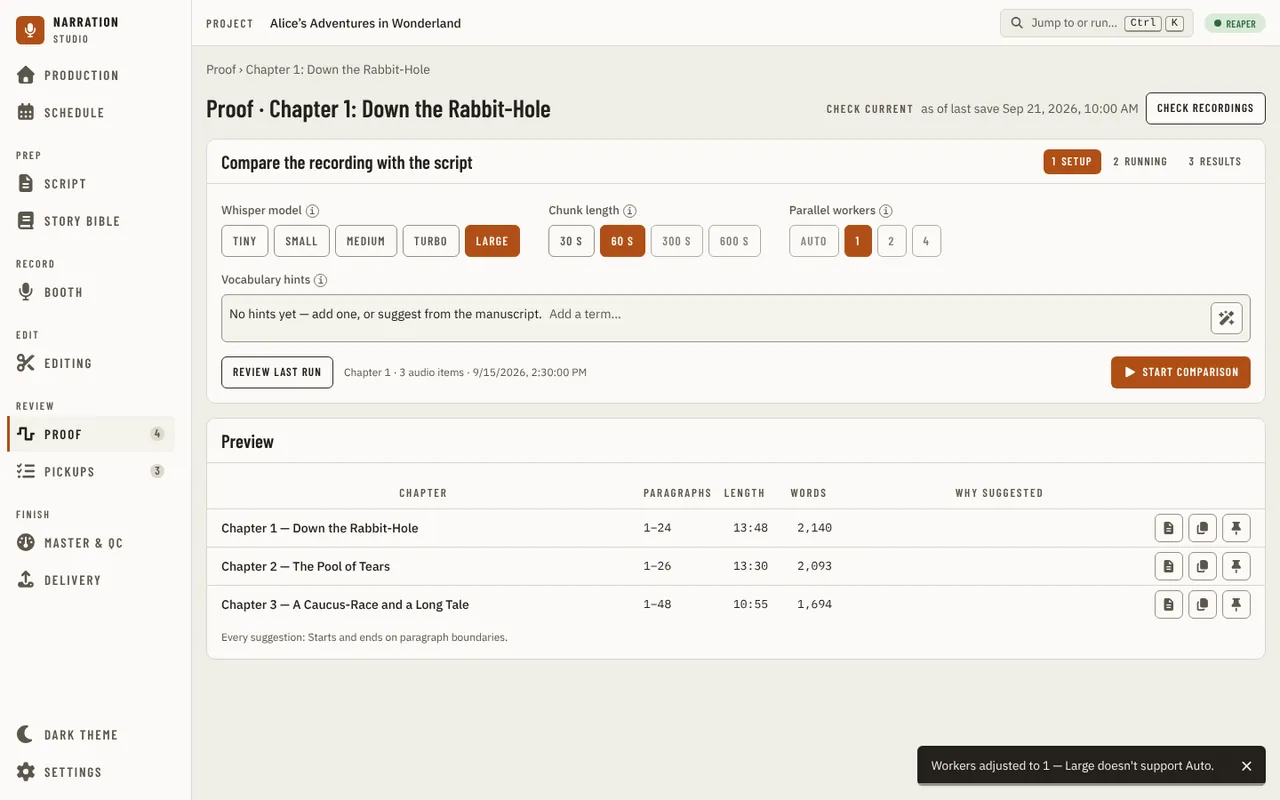 NARRATION
STUDIO
PROJECT Alice's Adventures in Wonderland
Jump to or run... Ctrl K
REAPER
PRODUCTION
SCHEDULE
PREP
SCRIPT
STORY BIBLE
RECORD
BOOTH
EDIT
EDITING
REVIEW
PROOF 4
PICKUPS 3
FINISH
MASTER & QC
DELIVERY
DARK THEME
SETTINGS
Proof › Chapter 1: Down the Rabbit-Hole
Proof · Chapter 1: Down the Rabbit-Hole
CHECK CURRENT as of last save Sep 21, 2026, 10:00 AM CHECK RECORDINGS
Compare the recording with the script
1 SETUP 2 RUNNING 3 RESULTS
Whisper model Chunk length Parallel workers
TINY SMALL MEDIUM TURBO LARGE 30 S 60 S 300 S 600 S AUTO 1 2 4
Vocabulary hints
No hints yet — add one, or suggest from the manuscript. Add a term...
REVIEW LAST RUN Chapter 1 · 3 audio items · 9/15/2026, 2:30:00 PM START COMPARISON
Preview
CHAPTER PARAGRAPHS LENGTH WORDS WHY SUGGESTED
Chapter 1 — Down the Rabbit-Hole 1–24 13:48 2,140
Chapter 2 — The Pool of Tears 1–26 13:30 2,093
Chapter 3 — A Caucus-Race and a Long Tale 1–48 10:55 1,694
Every suggestion: Starts and ends on paragraph boundaries.
Workers adjusted to 1 — Large doesn't support Auto.